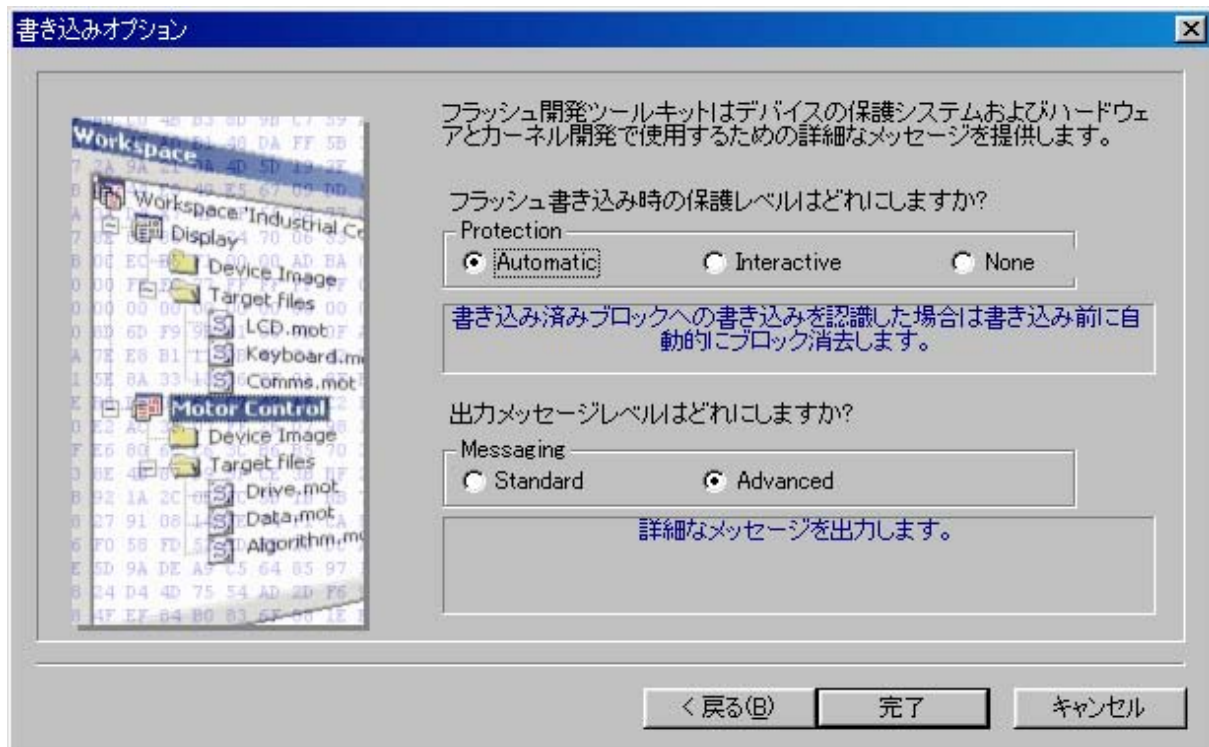 書き込みオプション
Workspace
Workspace 'Industrial Co
Display
Device Image
Target files
LCD.mot
Keyboard.m
Comms.mot
Motor Control
Device Image
Target files
Drive.mot
Data.mot
Algorithm.mo
フラッシュ開発ツールキットはデバイスの保護システムおよびハードウェ
アとカーネル開発で使用するための詳細なメッセージを提供します。
フラッシュ書き込み時の保護レベルはどれにしますか?
Protection
Automatic Interactive None
書き込み済みブロックへの書き込みを認識した場合は書き込み前に自
動的にブロック消去します。
出力メッセージレベルはどれにしますか?
Messaging
Standard Advanced
詳細なメッセージを出力します。
< 戻る(B) 完了 キャンセル